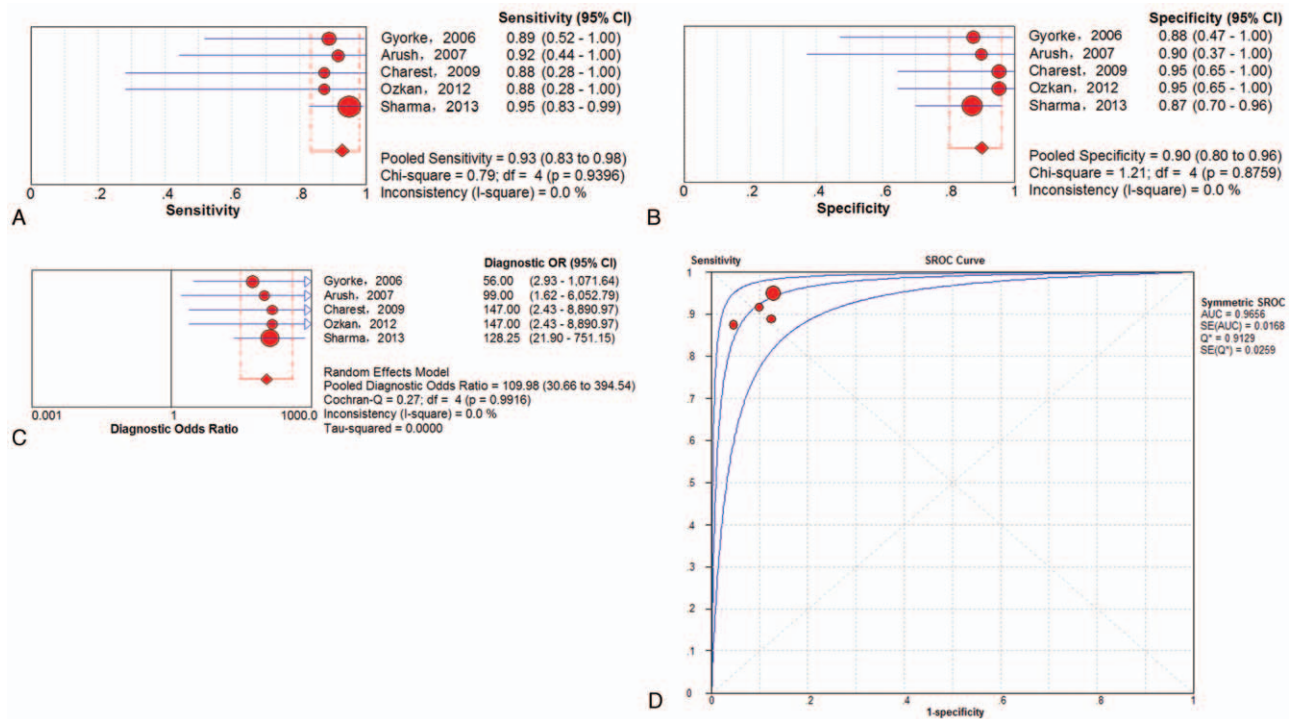 Sensitivity (95% CI)
Gyorke, 2006 0.89 (0.52 - 1.00)
Arush, 2007 0.92 (0.44 - 1.00)
Charest, 2009 0.88 (0.28 - 1.00)
Ozkan, 2012 0.88 (0.28 - 1.00)
Sharma, 2013 0.95 (0.83 - 0.99)
Pooled Sensitivity = 0.93 (0.83 to 0.98)
Chi-square = 0.79; df = 4 (p = 0.9396)
Inconsistency (I-square) = 0.0 %
0 .2 .4 .6 .8 1
Sensitivity
A
Specificity (95% CI)
Gyorke, 2006 0.88 (0.47 - 1.00)
Arush, 2007 0.90 (0.37 - 1.00)
Charest, 2009 0.95 (0.65 - 1.00)
Ozkan, 2012 0.95 (0.65 - 1.00)
Sharma, 2013 0.87 (0.70 - 0.96)
Pooled Specificity = 0.90 (0.80 to 0.96)
Chi-square = 1.21; df = 4 (p = 0.8759)
Inconsistency (I-square) = 0.0 %
0 .2 .4 .6 .8 1
Specificity
B
Diagnostic OR (95% CI)
Gyorke, 2006 56.00 (2.93 - 1,071.64)
Arush, 2007 99.00 (1.62 - 6,052.79)
Charest, 2009 147.00 (2.43 - 8,890.97)
Ozkan, 2012 147.00 (2.43 - 8,890.97)
Sharma, 2013 128.25 (21.90 - 751.15)
Random Effects Model
Pooled Diagnostic Odds Ratio = 109.98 (30.66 to 394.54)
Cochran-Q = 0.27; df = 4 (p = 0.9916)
Inconsistency (I-square) = 0.0 %
Tau-squared = 0.0000
0.001 1 1000.0
Diagnostic Odds Ratio
C
Sensitivity SROC Curve
1
.9
.8
.7
.6
.5
.4
.3
.2
.1
0
0 .2 .4 .6 .8 1
1-specificity
Symmetric SROC
AUC = 0.9656
SE(AUC) = 0.0168
Q* = 0.9129
SE(Q*) = 0.0259
D